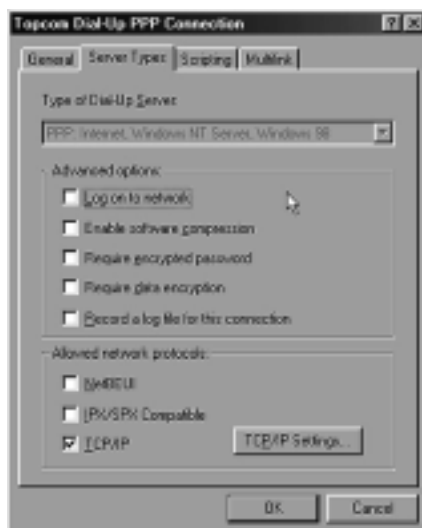 Topcom Dial-Up PPP Connection
General Server Types Scripting Multilink
Type of Dial-Up Server:
PPP: Internet, Windows NT Server, Windows 98
Advanced options:
Log on to network
Enable software compression
Require encrypted password
Require data encryption
Record a log file for this connection
Allowed network protocols:
NetBEUI
IPX/SPX Compatible
TCP/IP
TCP/IP Settings...
OK Cancel